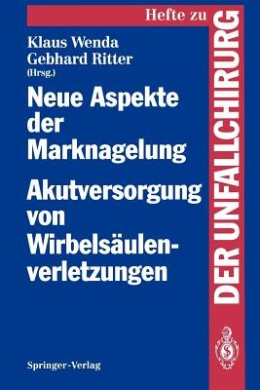 Hefte zu
DER UNFALLCHIRURG
Klaus Wenda
Gebhard Ritter
(Hrsg.)
Neue Aspekte
der
Marknagelung
Akutversorgung
von
Wirbelsäulen-
verletzungen
Springer-Verlag